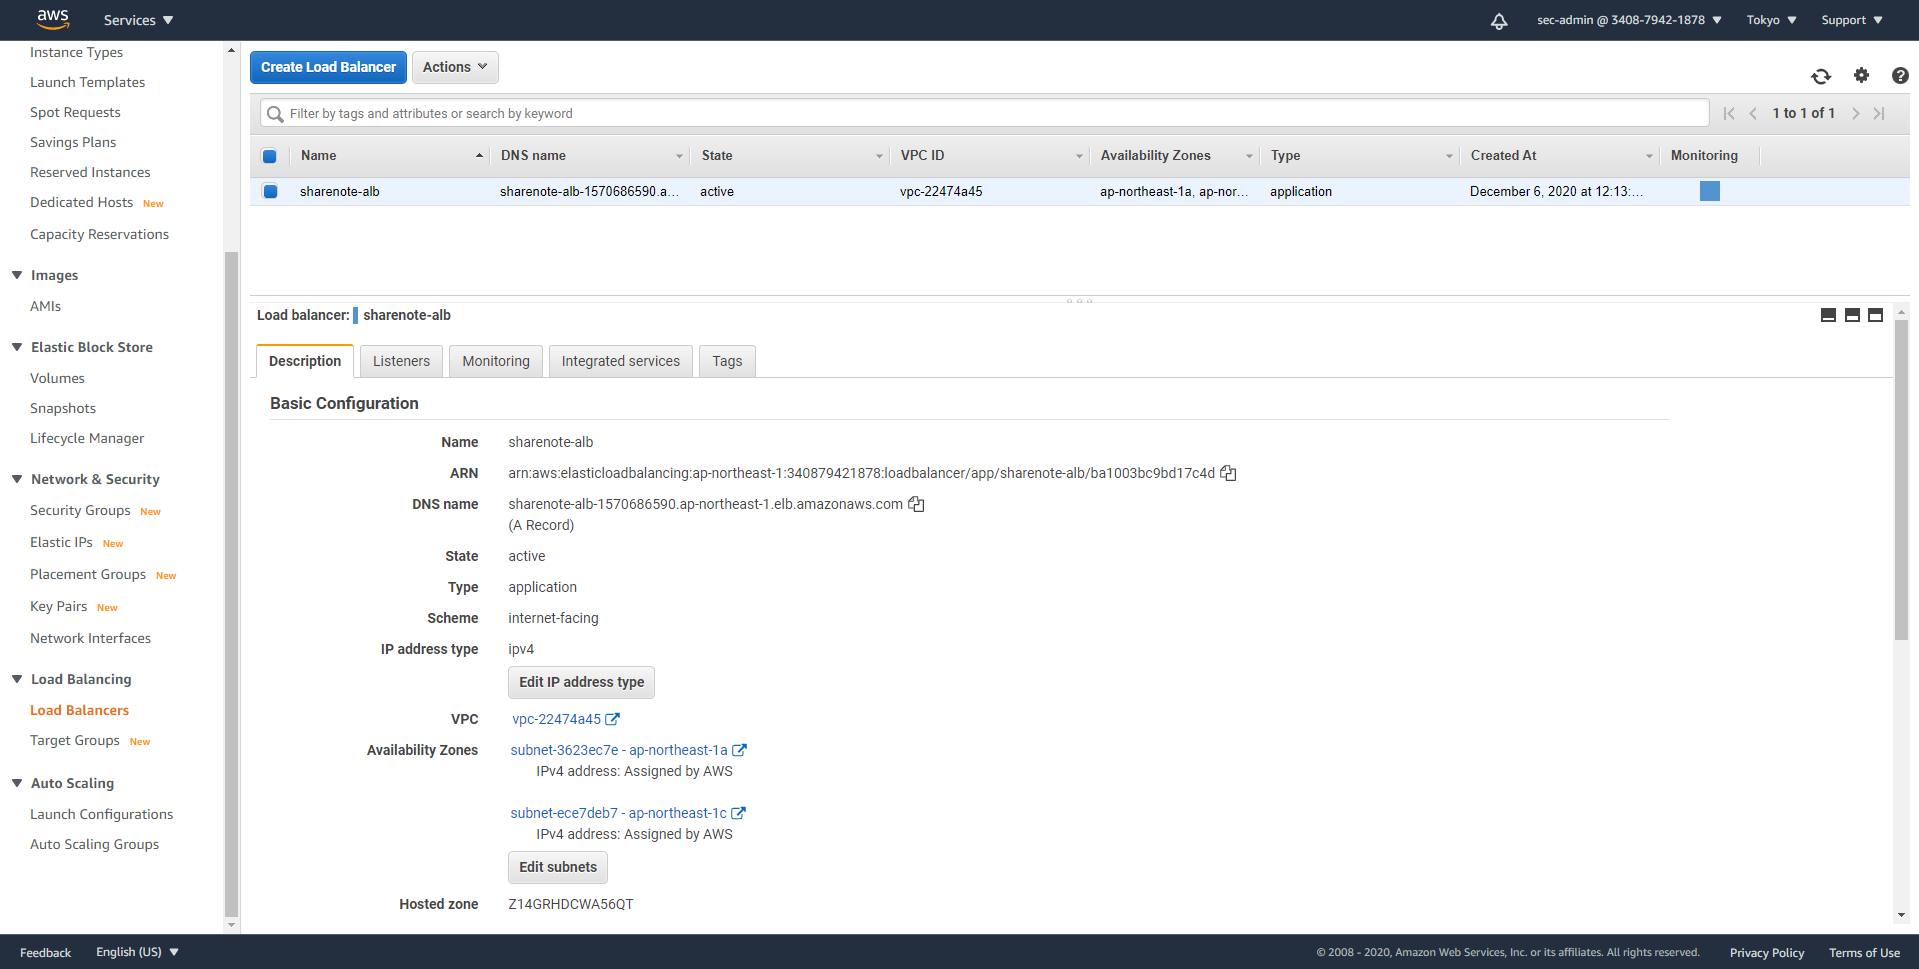 aws
Services
sec-admin @ 3408-7942-1878
Tokyo
Support
Instance Types
Launch Templates
Spot Requests
Savings Plans
Reserved Instances
Dedicated Hosts New
Capacity Reservations
Images
AMIs
Elastic Block Store
Volumes
Snapshots
Lifecycle Manager
Network & Security
Security Groups New
Elastic IPs New
Placement Groups New
Key Pairs New
Network Interfaces
Load Balancing
Load Balancers
Target Groups New
Auto Scaling
Launch Configurations
Auto Scaling Groups
Create Load Balancer
Actions
Filter by tags and attributes or search by keyword
1 to 1 of 1
Name DNS name State VPC ID Availability Zones Type Created At Monitoring
sharenote-alb sharenote-alb-1570686590.a... active vpc-22474a45 ap-northeast-1a, ap-nor... application December 6, 2020 at 12:13:...
Load balancer: sharenote-alb
Description Listeners Monitoring Integrated services Tags
Basic Configuration
Name sharenote-alb
ARN arn:aws:elasticloadbalancing:ap-northeast-1:340879421878:loadbalancer/app/sharenote-alb/ba1003bc9bd17c4d
DNS name sharenote-alb-1570686590.ap-northeast-1.elb.amazonaws.com
(A Record)
State active
Type application
Scheme internet-facing
IP address type ipv4
Edit IP address type
VPC vpc-22474a45
Availability Zones subnet-3623ec7e - ap-northeast-1a
IPv4 address: Assigned by AWS
subnet-ece7deb7 - ap-northeast-1c
IPv4 address: Assigned by AWS
Edit subnets
Hosted zone Z14GRHDCWA56QT
Feedback
English (US)
© 2008 - 2020, Amazon Web Services, Inc. or its affiliates. All rights reserved.
Privacy Policy
Terms of Use